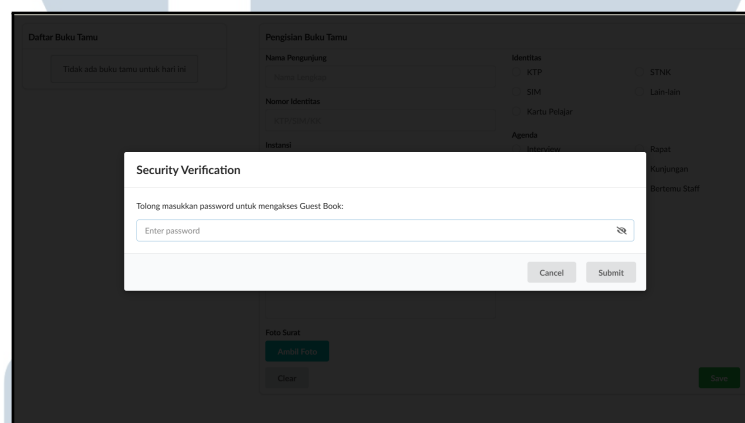 Daftar Buku Tamu
Tidak ada buku tamu untuk hari ini
Pengisian Buku Tamu
Nama Pengunjung
Nama Lengkap
Nomor Identitas
Instansi
Identitas
KTP
STNK
SIM
Lain-lain
Kartu Pelajar
Agenda
Interview
Rapat
Kunjungan
Bertemu Staff
Security Verification
Tolong masukkan password untuk mengakses Guest Book:
Enter password
Cancel
Submit
Foto Surat
Ambil Foto
Clear
Save